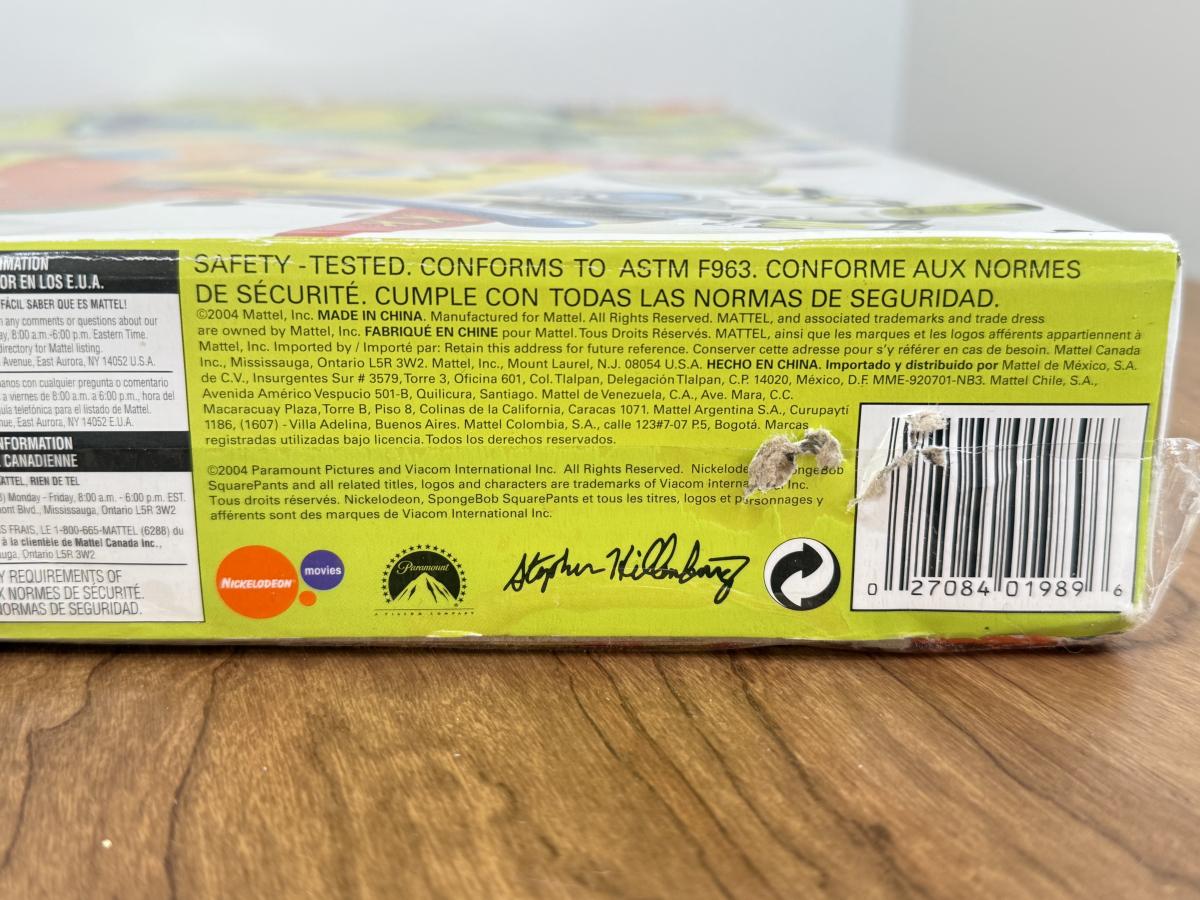 MATION
OR EN LOS E.U.A.
FÁCIL SABER QUE ES MATTEL!
any comments or questions about our
ay, 8:00 a.m.-6:00 p.m. Eastern Time.
directory for Mattel listing.
Avenue, East Aurora, NY 14052 U.S.A.
anos con cualquier pregunta o comentario
a viernes de 8:00 a.m. a 6:00 p.m., hora del
uía telefónica para el listado de Mattel.
nue, East Aurora, NY 14052 E.U.A.
NFORMATION
CANADIENNE
ATTEL, RIEN DE TEL
Monday - Friday, 8:00 a.m. - 6:00 p.m. EST.
ont Blvd., Mississauga, Ontario L5R 3W2
S FRAIS, LE 1-800-665-MATTEL (6288) du
à la clientèle de Mattel Canada Inc.,
uga, Ontario L5R 3W2
Y REQUIREMENTS OF
X NORMES DE SÉCURITÉ.
NORMAS DE SEGURIDAD.
SAFETY - TESTED. CONFORMS TO ASTM F963. CONFORME AUX NORMES
DE SÉCURITÉ. CUMPLE CON TODAS LAS NORMAS DE SEGURIDAD.
©2004 Mattel, Inc. MADE IN CHINA. Manufactured for Mattel. All Rights Reserved. MATTEL, and associated trademarks and trade dress
are owned by Mattel, Inc. FABRIQUÉ EN CHINE pour Mattel. Tous Droits Réservés. MATTEL, ainsi que les marques et les logos afférents appartiennent à
Mattel, Inc. Imported by / Importé par: Retain this address for future reference. Conserver cette adresse pour s'y référer en cas de besoin. Mattel Canada
Inc., Mississauga, Ontario L5R 3W2. Mattel, Inc., Mount Laurel, N.J. 08054 U.S.A. HECHO EN CHINA. Importado y distribuido por Mattel de México, S.A.
de C.V., Insurgentes Sur # 3579, Torre 3, Oficina 601, Col. Tlalpan, Delegación Tlalpan, C.P. 14020, México, D.F. MME-920701-NB3. Mattel Chile, S.A.,
Avenida Américo Vespucio 501-B, Quilicura, Santiago. Mattel de Venezuela, C.A., Ave. Mara, C.C.
Macaracuay Plaza, Torre B, Piso 8, Colinas de la California, Caracas 1071. Mattel Argentina S.A., Curupaytí
1186, (1607) - Villa Adelina, Buenos Aires. Mattel Colombia, S.A., calle 123#7-07 P.5, Bogotá. Marcas
registradas utilizadas bajo licencia. Todos los derechos reservados.
©2004 Paramount Pictures and Viacom International Inc. All Rights Reserved. Nickelode ongeBob
SquarePants and all related titles, logos and characters are trademarks of Viacom Interna Inc.
Tous droits réservés. Nickelodeon, SpongeBob SquarePants et tous les titres, logos et personnages y
afférents sont des marques de Viacom International Inc.
NICKELODEON movies
Paramount
A VIACOM COMPANY
Stephen Hillenburg
0 27084 01989 6